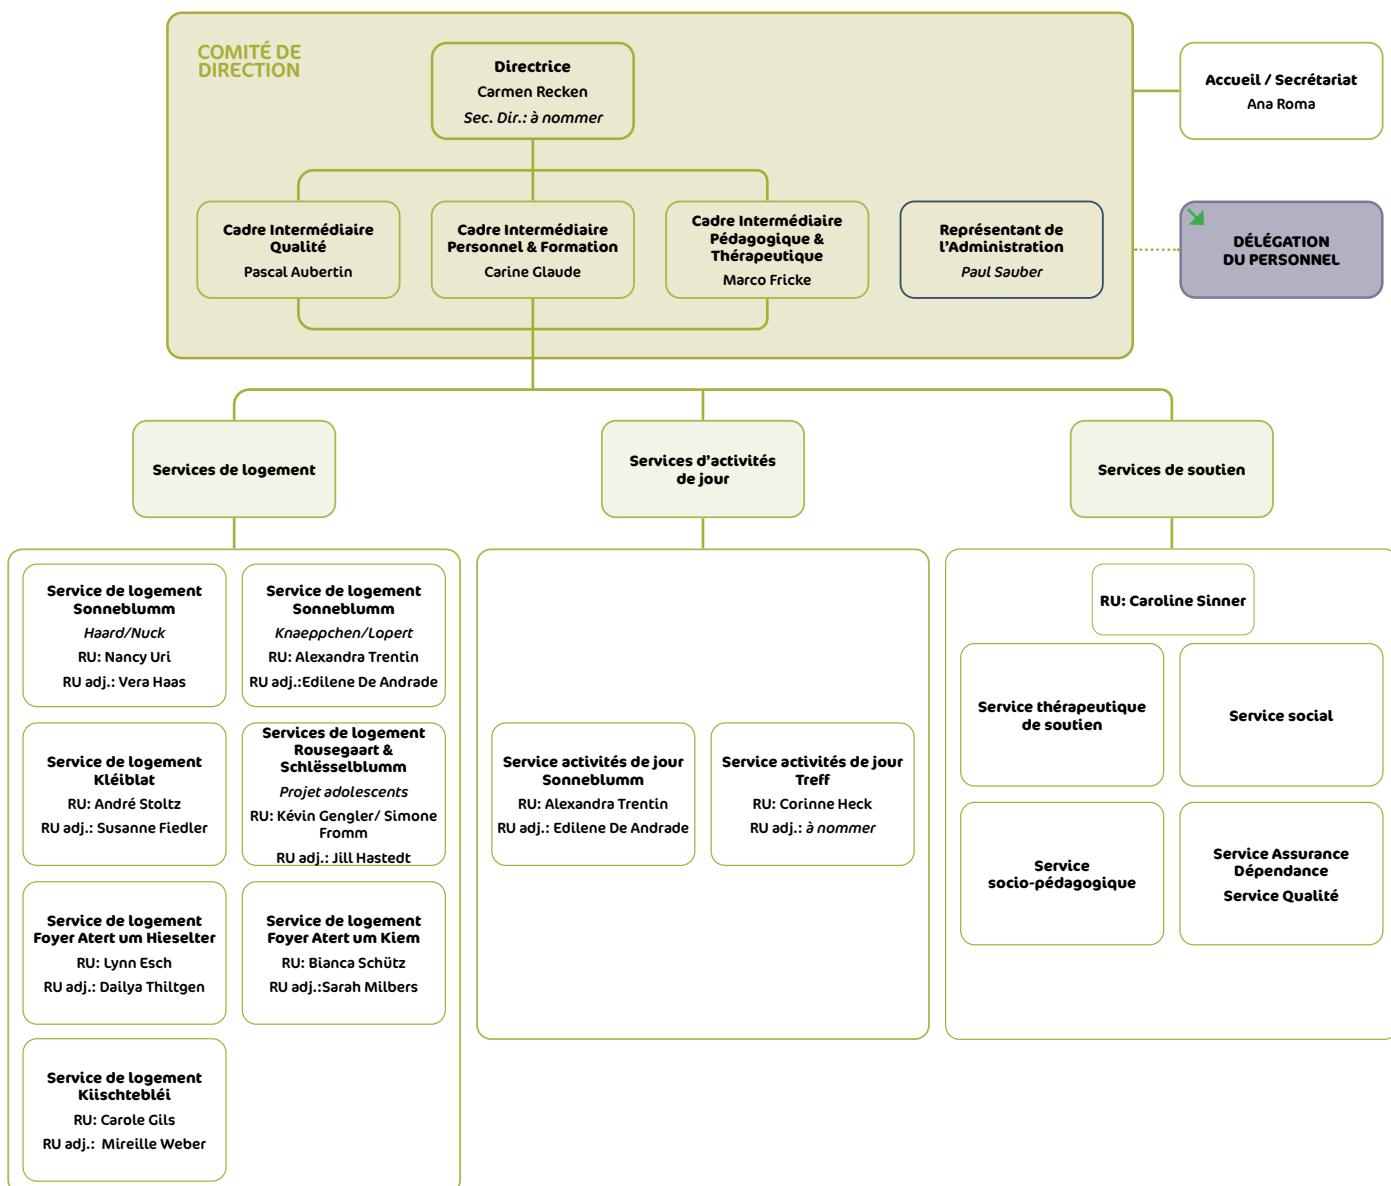 COMITÉ DE
DIRECTION
Directrice
Carmen Recken
Sec. Dir.: à nommer
Accueil / Secrétariat
Ana Roma
Cadre Intermédiaire
Qualité
Pascal Aubertin
Cadre Intermédiaire
Personnel & Formation
Carine Glaude
Cadre Intermédiaire
Pédagogique &
Thérapeutique
Marco Fricke
Représentant de
l'Administration
Paul Sauber
DÉLÉGATION
DU PERSONNEL
Services de logement
Services d'activités
de jour
Services de soutien
Service de logement
Sonneblumm
Haard/Nuck
RU: Nancy Uri
RU adj.: Vera Haas
Service de logement
Sonneblumm
Knaeppchen/Lopert
RU: Alexandra Trentin
RU adj.:Edilene De Andrade
Service de logement
Kléiblat
RU: André Stoltz
RU adj.: Susanne Fiedler
Services de logement
Rousegaart &
Schlësselblumm
Projet adolescents
RU: Kévin Gengler/ Simone
Fromm
RU adj.: Jill Hastedt
Service de logement
Foyer Atert um Hieselter
RU: Lynn Esch
RU adj.: Dailya Thiltgen
Service de logement
Foyer Atert um Kiem
RU: Bianca Schütz
RU adj.:Sarah Milbers
Service de logement
Kiischtebléi
RU: Carole Gils
RU adj.: Mireille Weber
Service activités de jour
Sonneblumm
RU: Alexandra Trentin
RU adj.: Edilene De Andrade
Service activités de jour
Treff
RU: Corinne Heck
RU adj.: à nommer
RU: Caroline Sinner
Service thérapeutique
de soutien
Service social
Service
socio-pédagogique
Service Assurance
Dépendance
Service Qualité